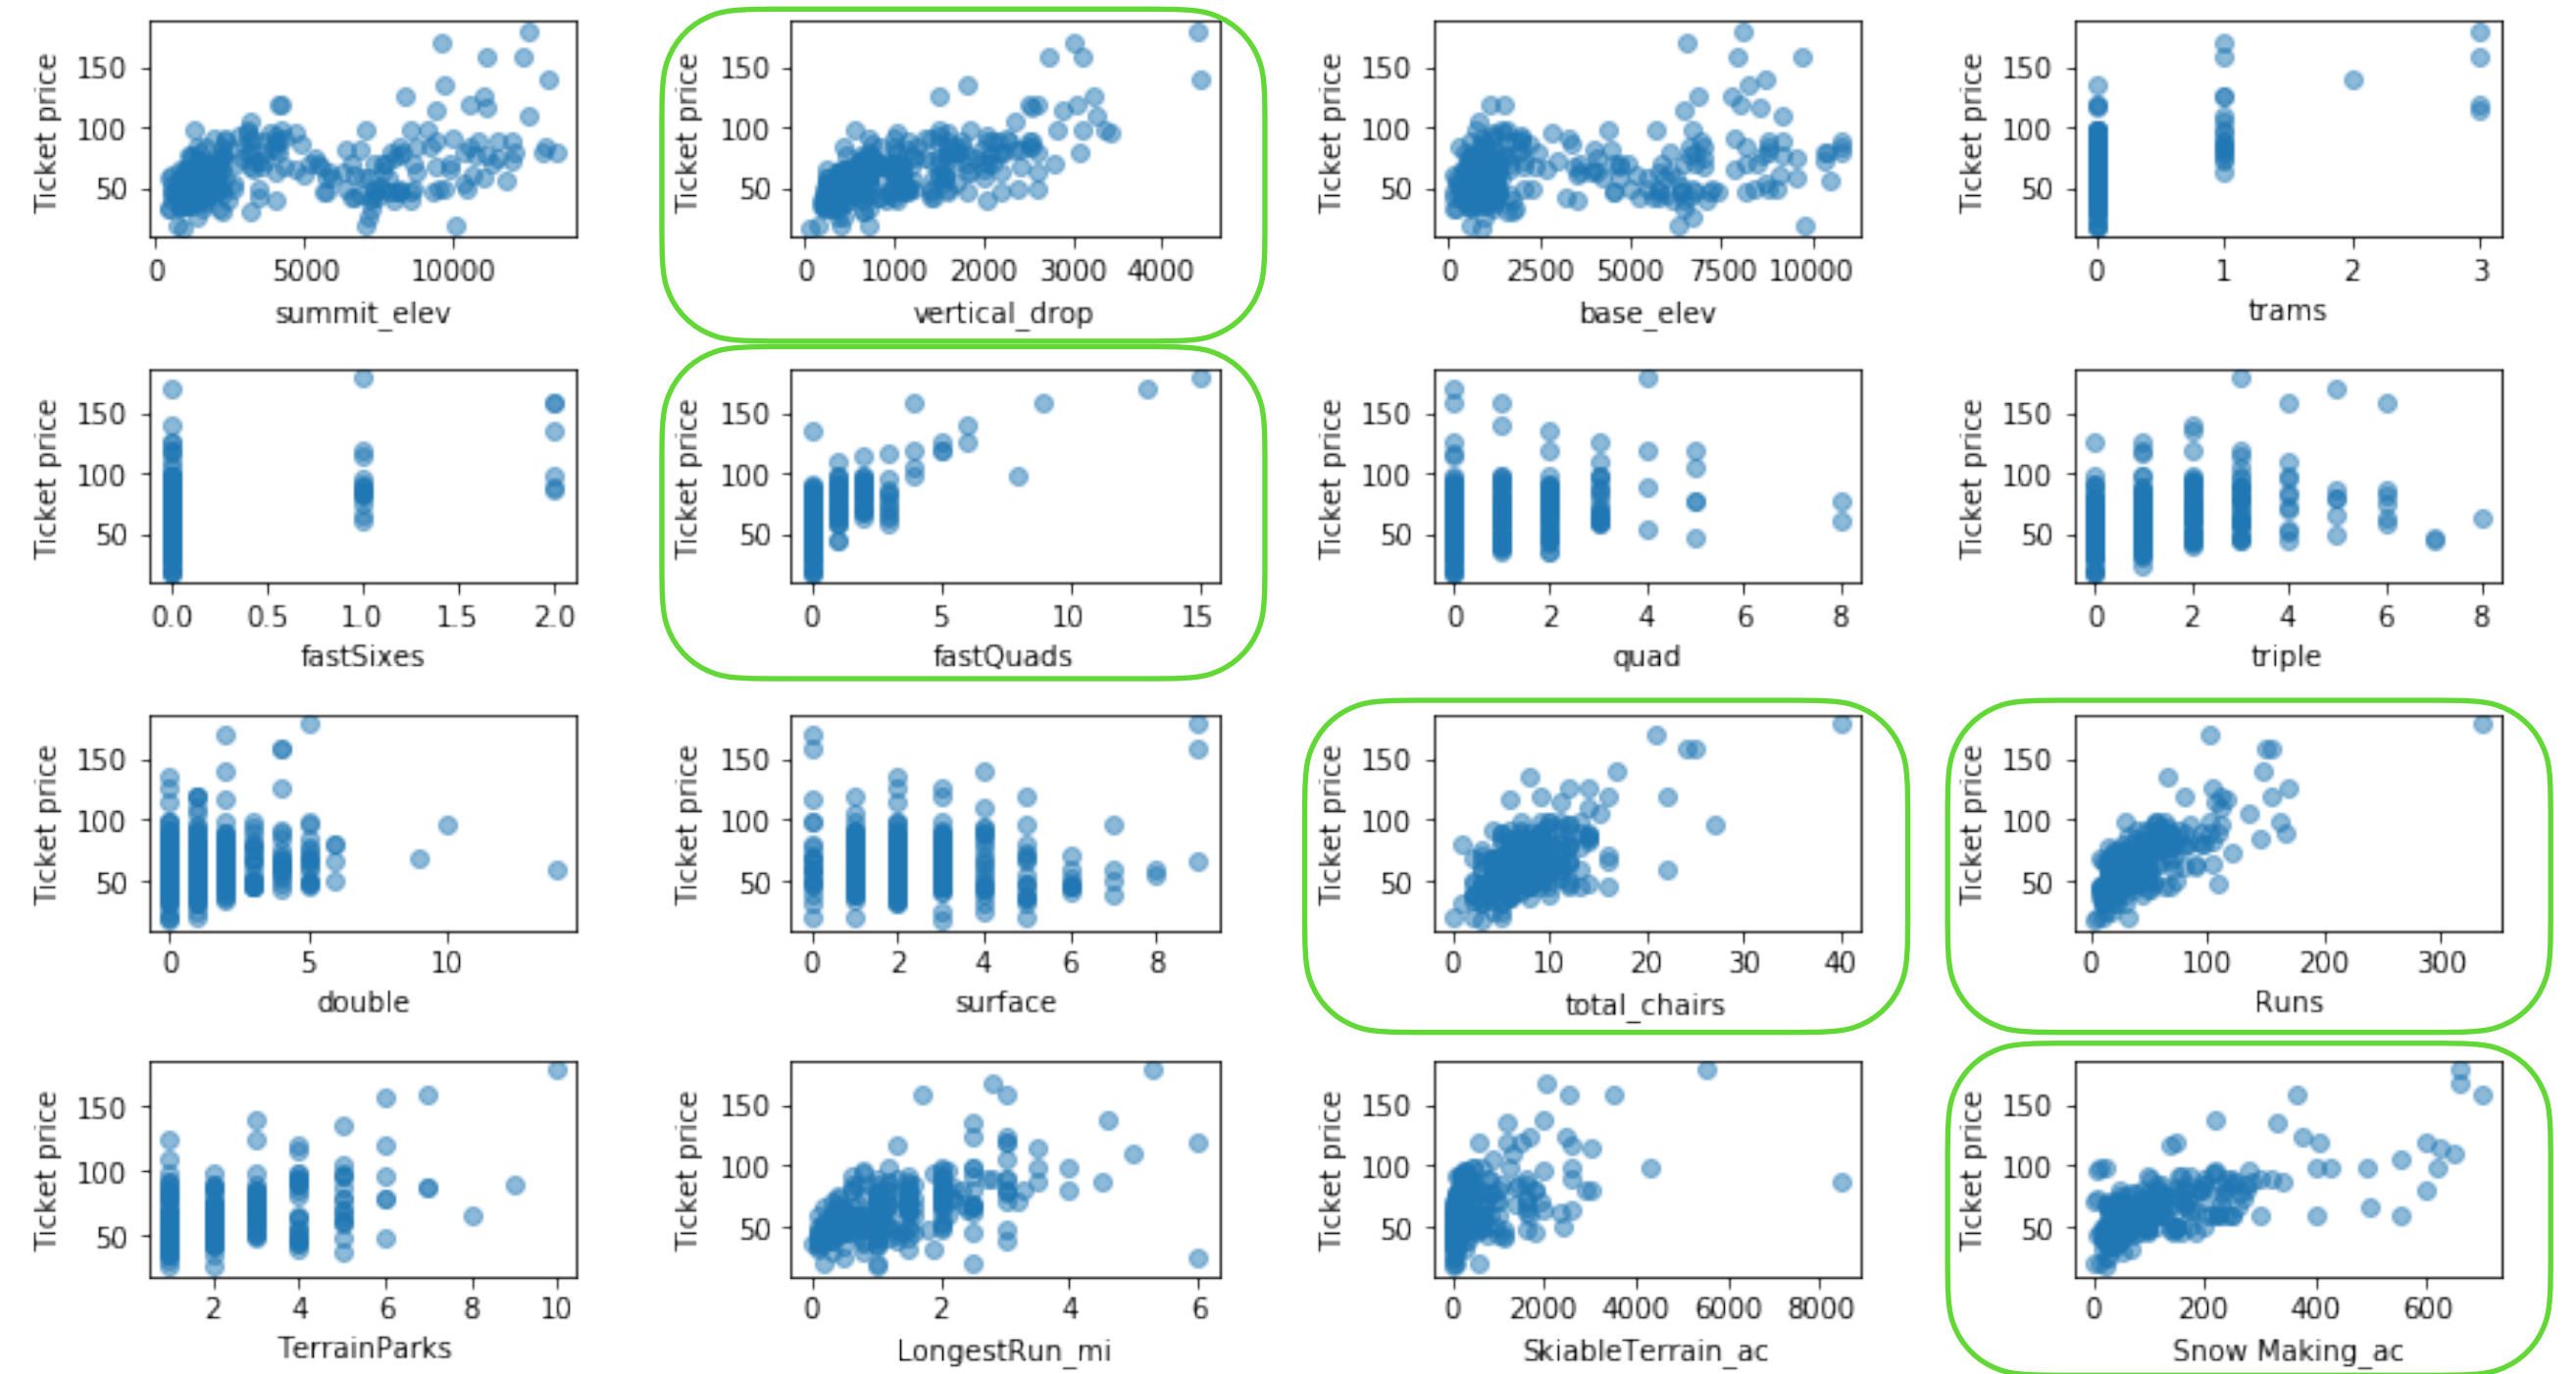 Ticket price
150
100
50
0 5000 10000
summit_elev
Ticket price
150
100
50
0 1000 2000 3000 4000
vertical_drop
Ticket price
150
100
50
0 2500 5000 7500 10000
base_elev
Ticket price
150
100
50
0 1 2 3
trams
Ticket price
150
100
50
0.0 0.5 1.0 1.5 2.0
fastSixes
Ticket price
150
100
50
0 5 10 15
fastQuads
Ticket price
150
100
50
0 2 4 6 8
quad
Ticket price
150
100
50
0 2 4 6 8
triple
Ticket price
150
100
50
0 5 10
double
Ticket price
150
100
50
0 2 4 6 8
surface
Ticket price
150
100
50
0 10 20 30 40
total_chairs
Ticket price
150
100
50
0 100 200 300
Runs
Ticket price
150
100
50
2 4 6 8 10
TerrainParks
Ticket price
150
100
50
0 2 4 6
LongestRun_mi
Ticket price
150
100
50
0 2000 4000 6000 8000
SkiableTerrain_ac
Ticket price
150
100
50
0 200 400 600
Snow Making_ac